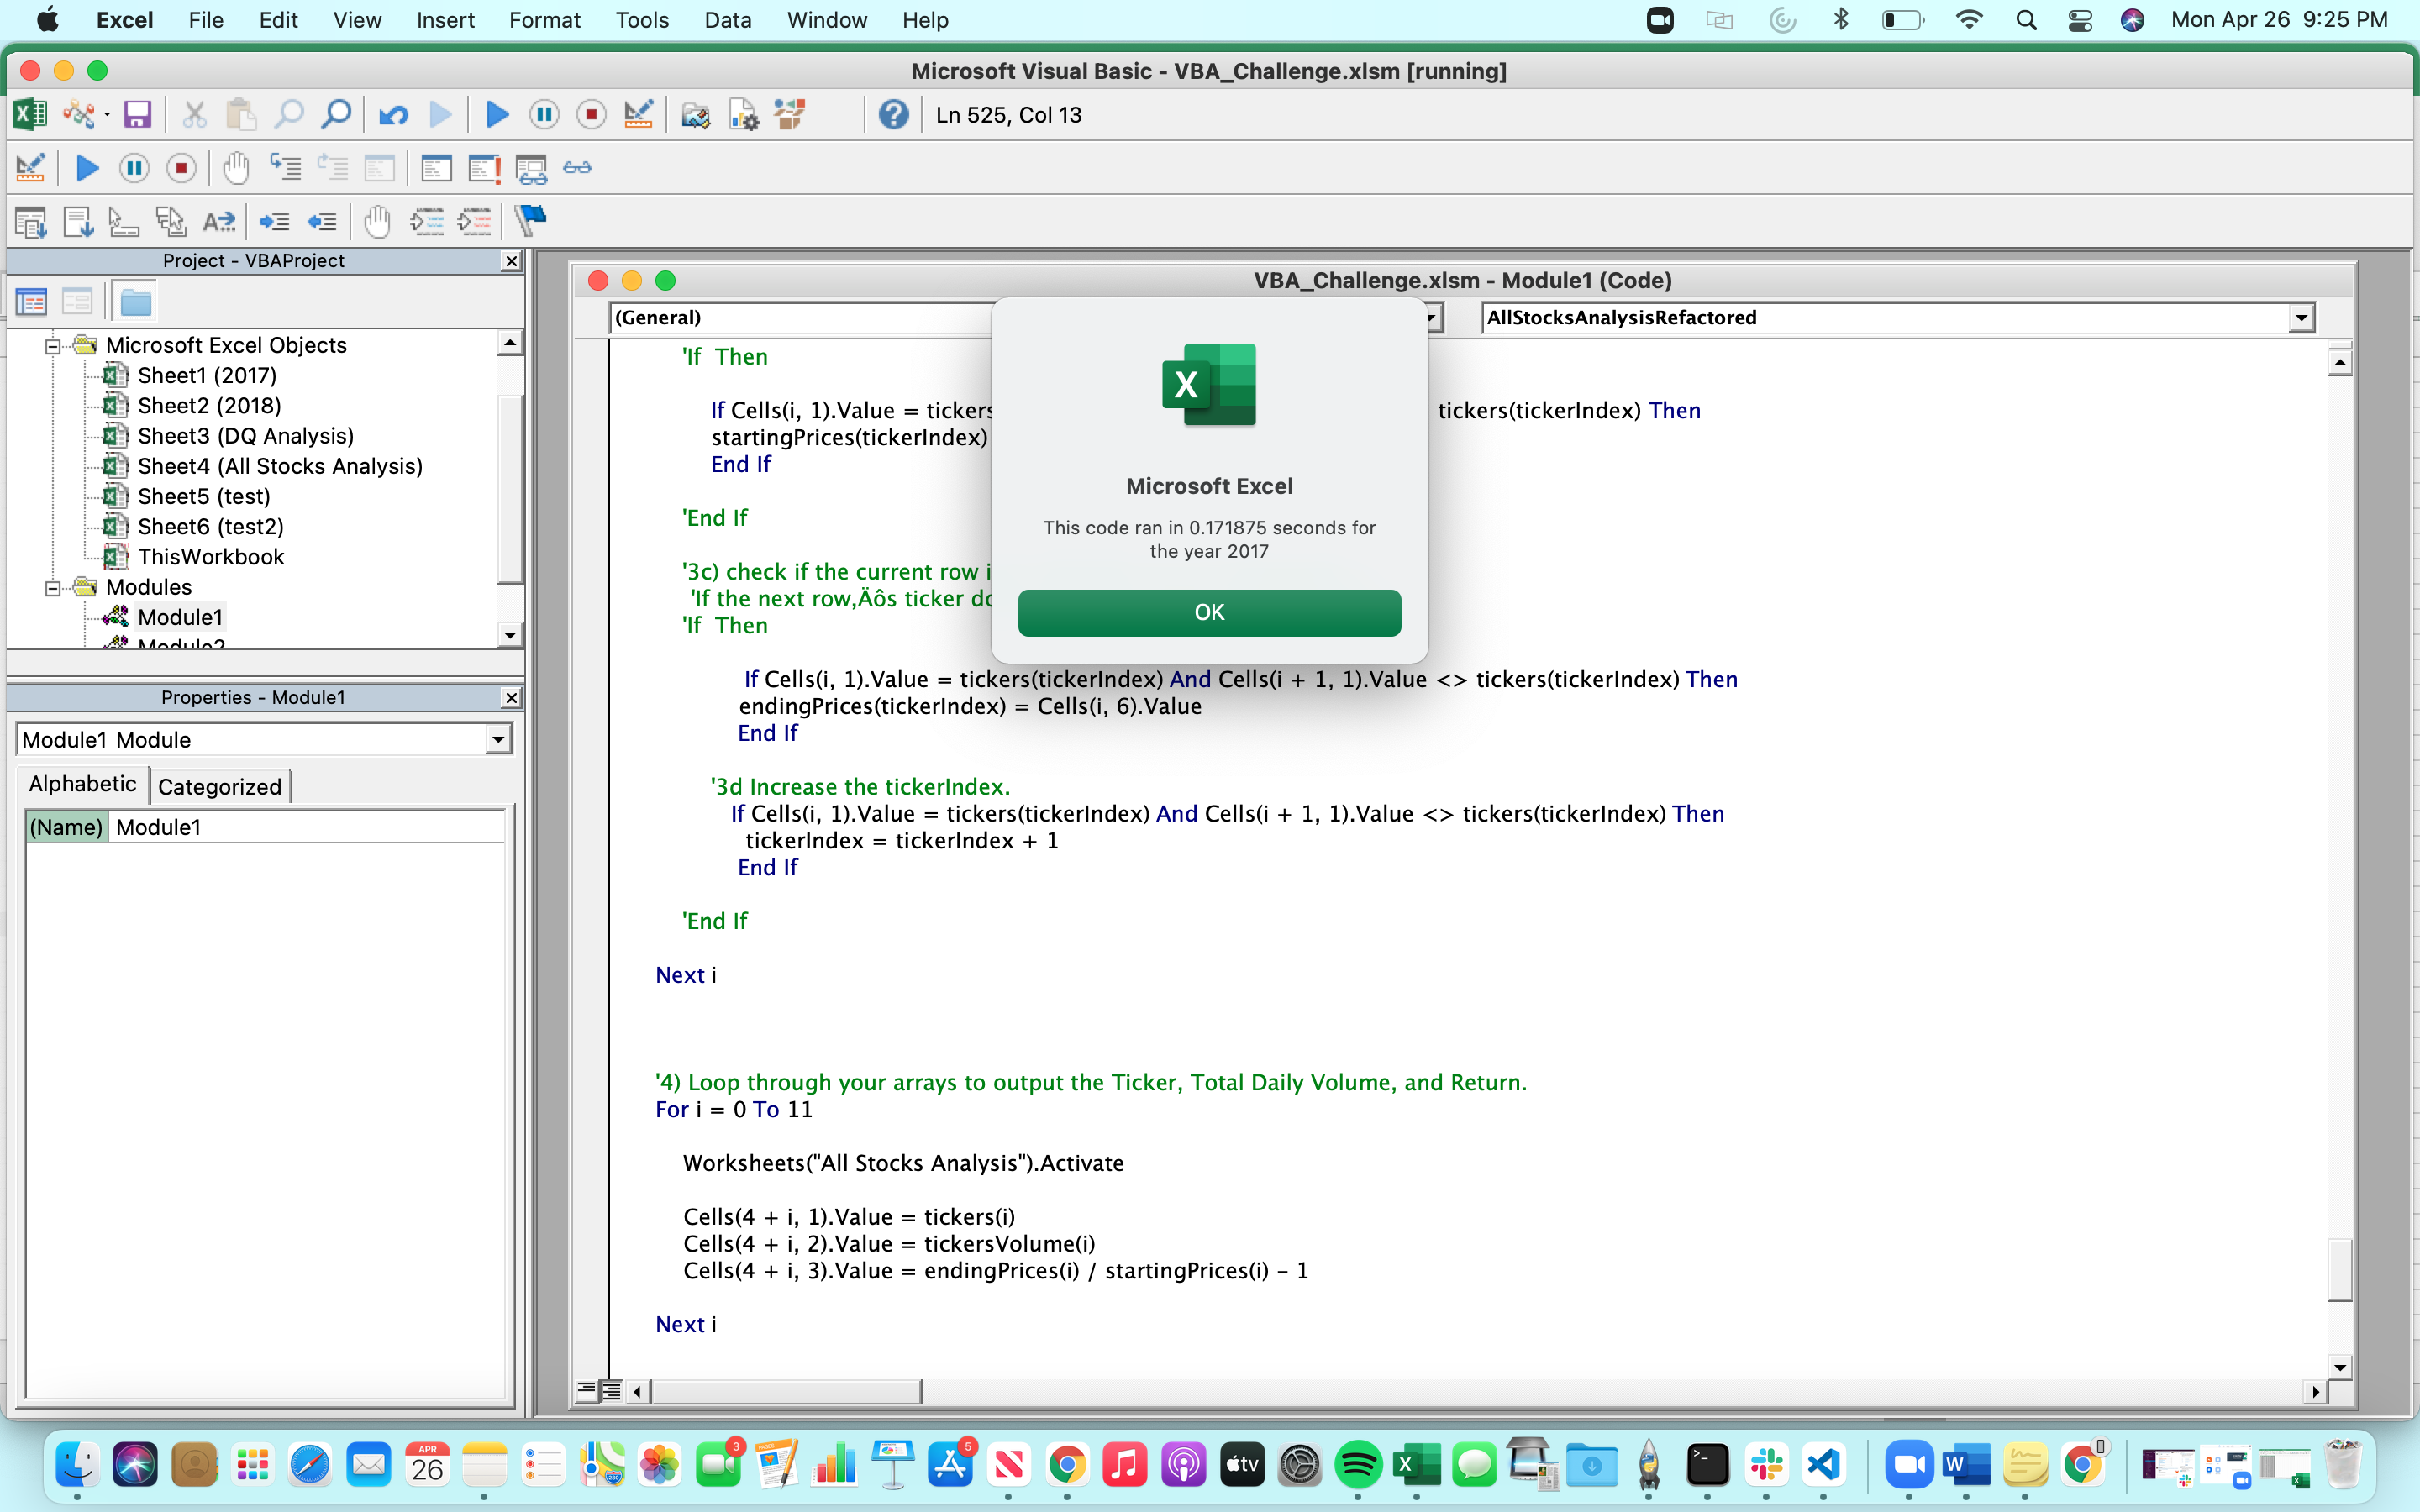 Excel File Edit View Insert Format Tools Data Window Help Mon Apr 26 9:25 PM
Microsoft Visual Basic - VBA_Challenge.xlsm [running]
Ln 525, Col 13
Project - VBAProject
Microsoft Excel Objects
Sheet1 (2017)
Sheet2 (2018)
Sheet3 (DQ Analysis)
Sheet4 (All Stocks Analysis)
Sheet5 (test)
Sheet6 (test2)
ThisWorkbook
Modules
Module1
Module2
Properties - Module1
Module1 Module
Alphabetic Categorized
(Name) Module1
VBA_Challenge.xlsm - Module1 (Code)
(General) AllStocksAnalysisRefactored
'If  Then
If Cells(i, 1).Value = tickers tickers(tickerIndex) Then
startingPrices(tickerIndex)
End If
'End If
'3c) check if the current row i
'If the next row‚Äôs ticker do
'If  Then
If Cells(i, 1).Value = tickers(tickerIndex) And Cells(i + 1, 1).Value <> tickers(tickerIndex) Then
endingPrices(tickerIndex) = Cells(i, 6).Value
End If
'3d Increase the tickerIndex.
If Cells(i, 1).Value = tickers(tickerIndex) And Cells(i + 1, 1).Value <> tickers(tickerIndex) Then
tickerIndex = tickerIndex + 1
End If
'End If
Next i
'4) Loop through your arrays to output the Ticker, Total Daily Volume, and Return.
For i = 0 To 11
Worksheets("All Stocks Analysis").Activate
Cells(4 + i, 1).Value = tickers(i)
Cells(4 + i, 2).Value = tickersVolume(i)
Cells(4 + i, 3).Value = endingPrices(i) / startingPrices(i) - 1
Next i
X
Microsoft Excel
This code ran in 0.171875 seconds for
the year 2017
OK
APR
26
3
PAGES
5
tv
X
>_
W